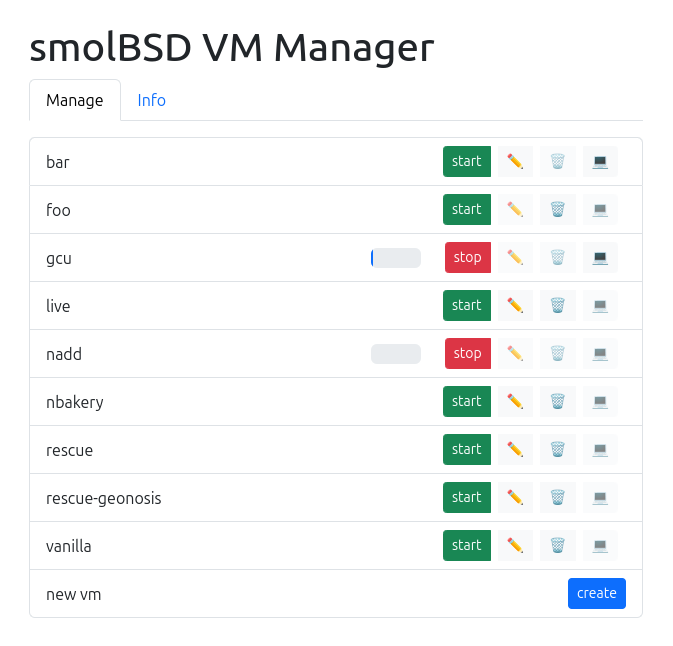 smolBSD VM Manager
Manage Info
bar start
foo start
gcu stop
live start
nadd stop
nbakery start
rescue start
rescue-geonosis start
vanilla start
new vm create